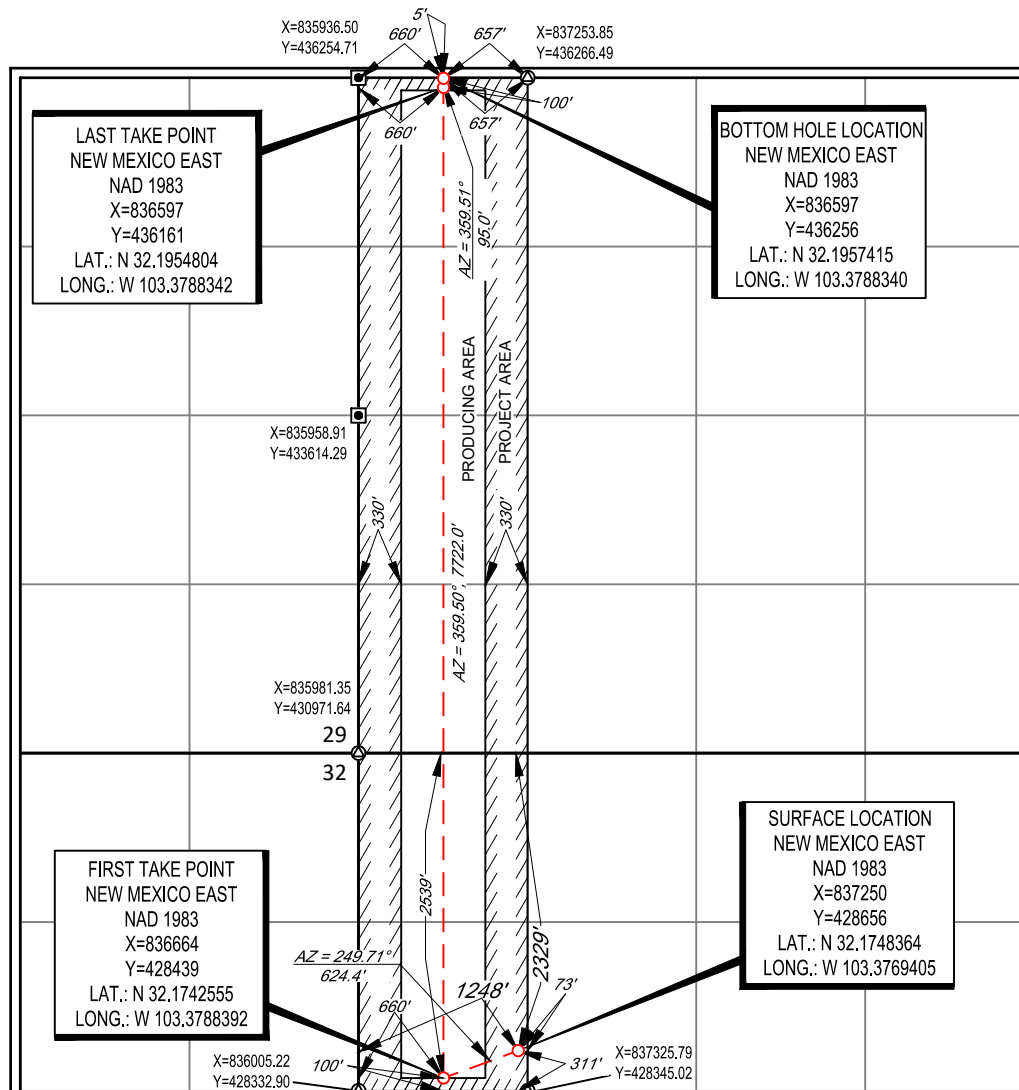 5'
X=835936.50
Y=436254.71
660'
657'
X=837253.85
Y=436266.49
100'
660'
657'
LAST TAKE POINT
NEW MEXICO EAST
NAD 1983
X=836597
Y=436161
LAT.: N 32.1954804
LONG.: W 103.3788342
BOTTOM HOLE LOCATION
NEW MEXICO EAST
NAD 1983
X=836597
Y=436256
LAT.: N 32.1957415
LONG.: W 103.3788340
AZ = 359.51°
95.0'
PRODUCING AREA
PROJECT AREA
X=835958.91
Y=433614.29
330'
330'
AZ = 359.50°, 7722.0'
X=835981.35
Y=430971.64
29
32
FIRST TAKE POINT
NEW MEXICO EAST
NAD 1983
X=836664
Y=428439
LAT.: N 32.1742555
LONG.: W 103.3788392
SURFACE LOCATION
NEW MEXICO EAST
NAD 1983
X=837250
Y=428656
LAT.: N 32.1748364
LONG.: W 103.3769405
2539'
2329'
AZ = 249.71°
624.4'
1248'
73'
660'
100'
311'
X=836005.22
Y=428332.90
X=837325.79
Y=428345.02